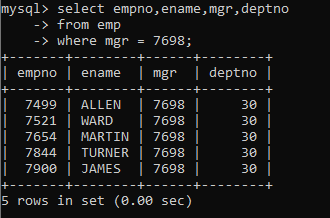 mysql> select empno,ename,mgr,deptno
    -> from emp
    -> where mgr = 7698;
+-------+--------+------+--------+
| empno | ename  | mgr  | deptno |
+-------+--------+------+--------+
|  7499 | ALLEN  | 7698 |     30 |
|  7521 | WARD   | 7698 |     30 |
|  7654 | MARTIN | 7698 |     30 |
|  7844 | TURNER | 7698 |     30 |
|  7900 | JAMES  | 7698 |     30 |
+-------+--------+------+--------+
5 rows in set (0.00 sec)